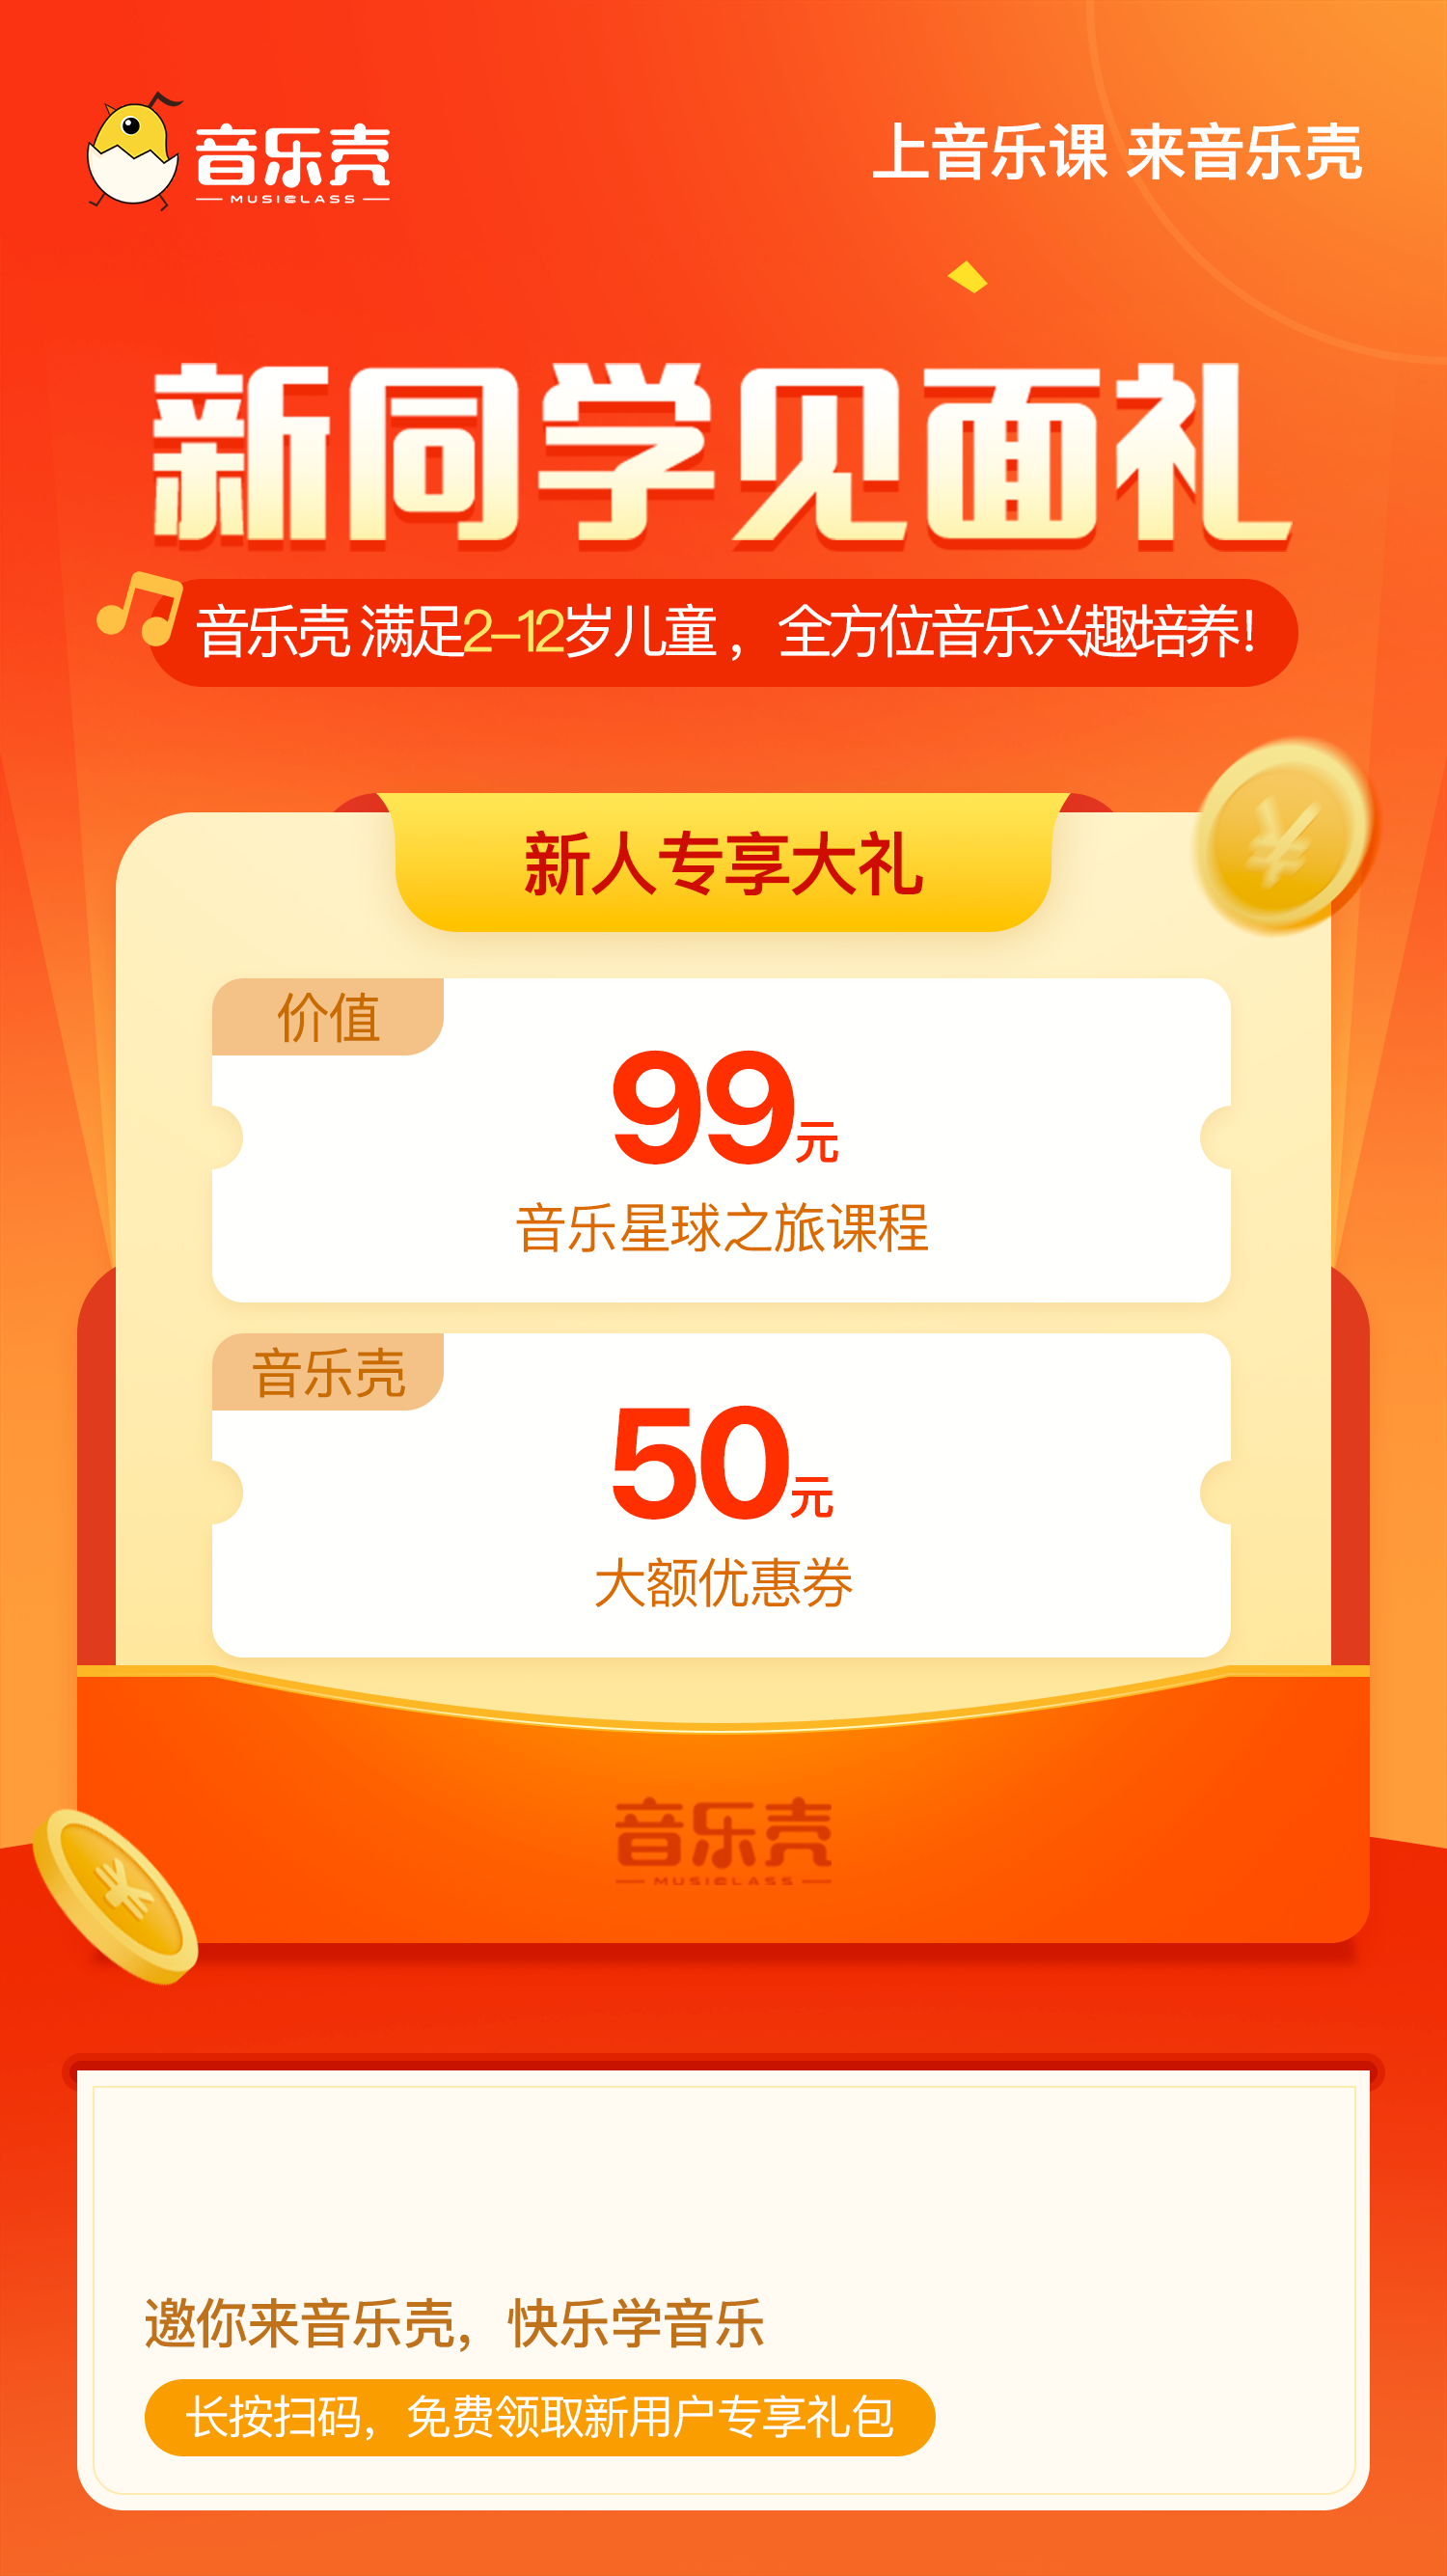 音乐壳
MUSICLASS
上音乐课 来音乐壳
新同学见面礼
音乐壳 满足2-12岁儿童，全方位音乐兴趣培养!
新人专享大礼
价值
99元
音乐星球之旅课程
音乐壳
50元
大额优惠券
音乐壳
MUSICLASS
邀你来音乐壳，快乐学音乐
长按扫码，免费领取新用户专享礼包